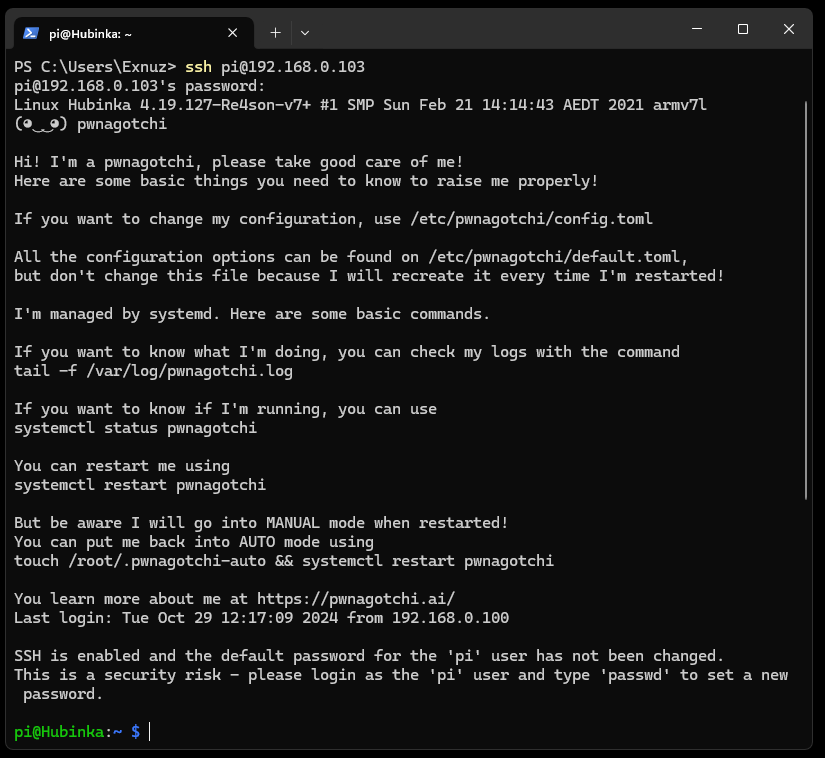 pi@Hubinka: ~
PS C:\Users\Exnuz> ssh pi@192.168.0.103
pi@192.168.0.103's password:
Linux Hubinka 4.19.127-Re4son-v7+ #1 SMP Sun Feb 21 14:14:43 AEDT 2021 armv7l
(◕‿‿◕) pwnagotchi
Hi! I'm a pwnagotchi, please take good care of me!
Here are some basic things you need to know to raise me properly!
If you want to change my configuration, use /etc/pwnagotchi/config.toml
All the configuration options can be found on /etc/pwnagotchi/default.toml,
but don't change this file because I will recreate it every time I'm restarted!
I'm managed by systemd. Here are some basic commands.
If you want to know what I'm doing, you can check my logs with the command
tail -f /var/log/pwnagotchi.log
If you want to know if I'm running, you can use
systemctl status pwnagotchi
You can restart me using
systemctl restart pwnagotchi
But be aware I will go into MANUAL mode when restarted!
You can put me back into AUTO mode using
touch /root/.pwnagotchi-auto && systemctl restart pwnagotchi
You learn more about me at https://pwnagotchi.ai/
Last login: Tue Oct 29 12:17:09 2024 from 192.168.0.100
SSH is enabled and the default password for the 'pi' user has not been changed.
This is a security risk - please login as the 'pi' user and type 'passwd' to set a new
password.
pi@Hubinka:~ $